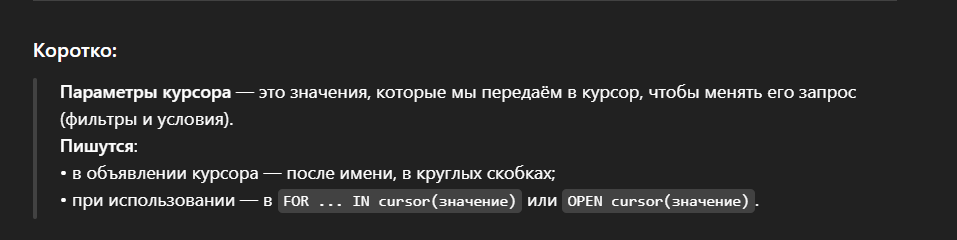 Коротко:
Параметры курсора — это значения, которые мы передаём в курсор, чтобы менять его запрос
(фильтры и условия).
Пишутся:
• в объявлении курсора — после имени, в круглых скобках;
• при использовании — в FOR ... IN cursor(значение) или OPEN cursor(значение).